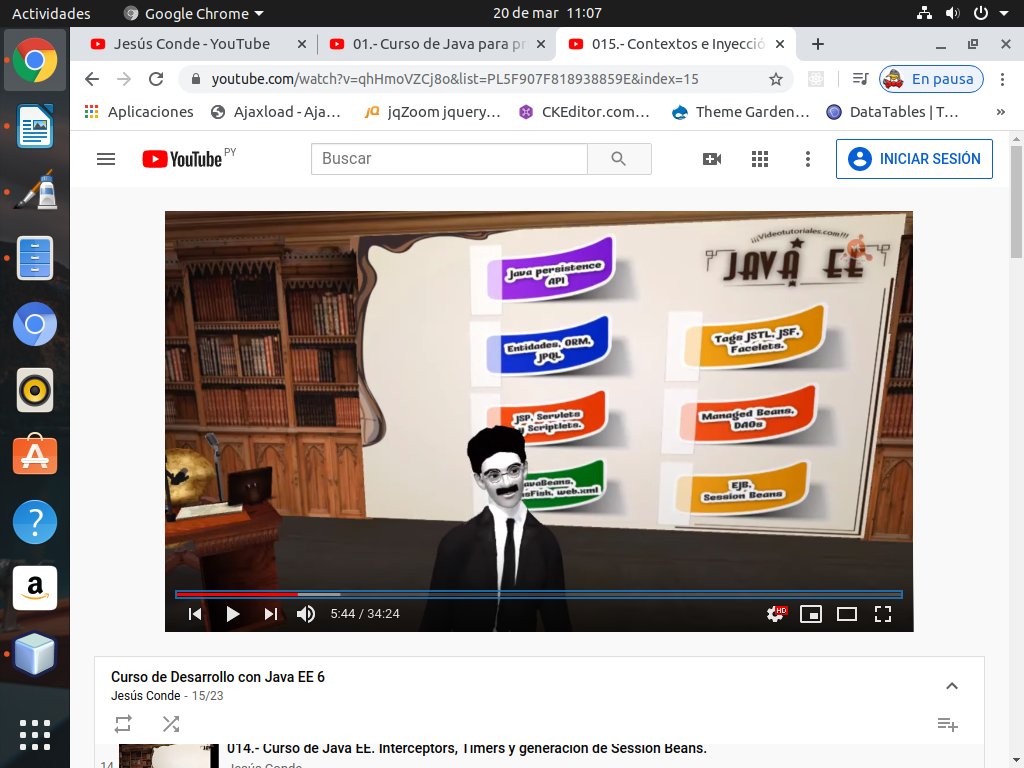 Actividades
Google Chrome
20 de mar 11:07
Jesús Conde - YouTube
01.- Curso de Java para pr
015.- Contextos e Inyecció
youtube.com/watch?v=qhHmoVZCj8o&list=PL5F907F818938859E&index=15
En pausa
Aplicaciones
Ajaxload - Aja...
jqZoom jquery...
CKEditor.com...
Theme Garden...
DataTables | T...
»
YouTube PY
Buscar
INICIAR SESIÓN
¡¡¡Videotutoriales.com!!!
JAVA EE
Java persistence
API
Entidades, ORM,
JPQL
Tags JSTL, JSF,
Facelets.
JSP, Servlets
y Scriptlets.
Managed Beans,
DAOs
JavaBeans,
web.xml
EJB,
Session Beans
5:44 / 34:24
HD
Curso de Desarrollo con Java EE 6
Jesús Conde - 15/23
14
014.- Curso de Java EE. Interceptors, Timers y generación de Session Beans.
Jesús Conde